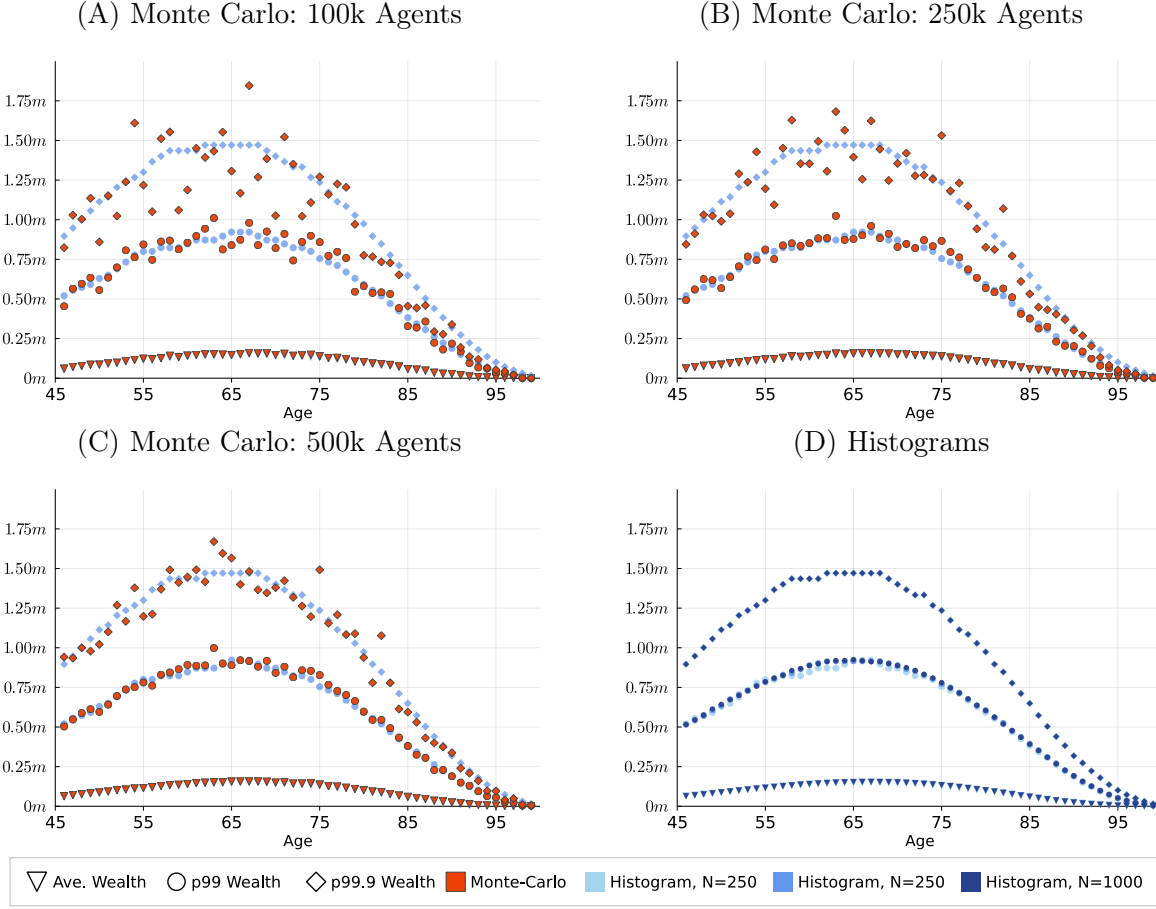 (A) Monte Carlo: 100k Agents
(B) Monte Carlo: 250k Agents
1.75m
1.50m
1.25m
1.00m
0.75m
0.50m
0.25m
0m
45 55 65 75 85 95
Age
1.75m
1.50m
1.25m
1.00m
0.75m
0.50m
0.25m
0m
45 55 65 75 85 95
Age
(C) Monte Carlo: 500k Agents
(D) Histograms
1.75m
1.50m
1.25m
1.00m
0.75m
0.50m
0.25m
0m
45 55 65 75 85 95
Age
1.75m
1.50m
1.25m
1.00m
0.75m
0.50m
0.25m
0m
45 55 65 75 85 95
Age
Ave. Wealth p99 Wealth p99.9 Wealth Monte-Carlo Histogram, N=250 Histogram, N=250 Histogram, N=1000